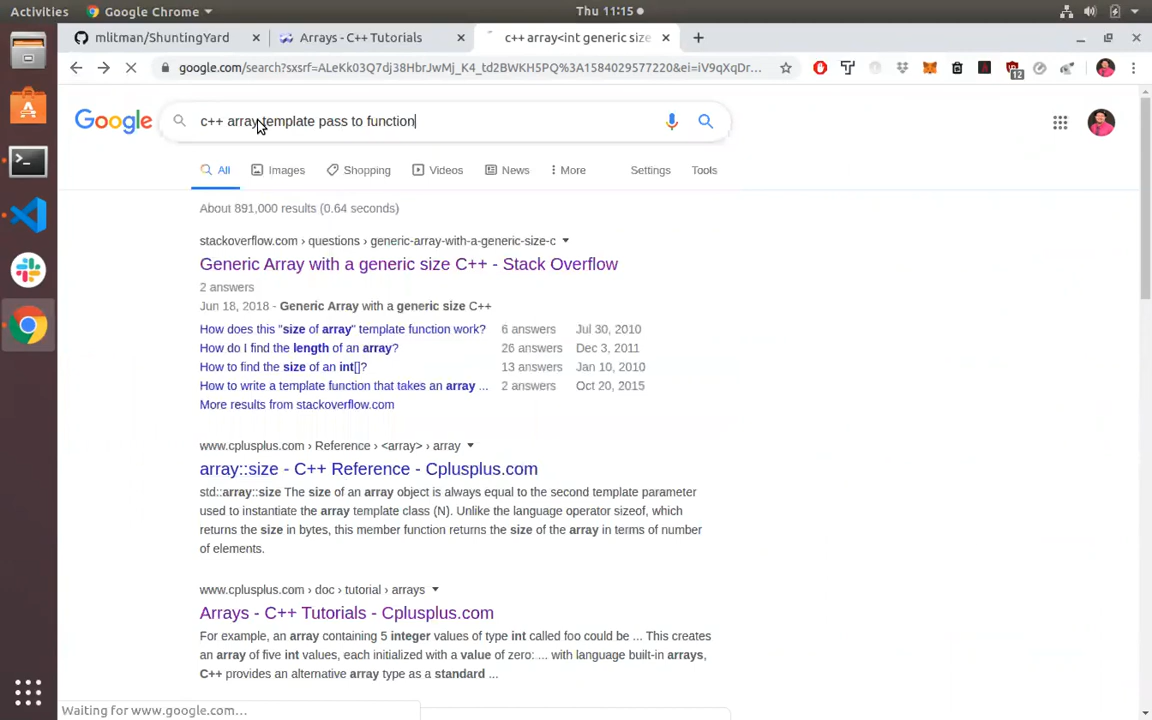 Activities
Google Chrome
Thu 11:15
mlitman/ShuntingYard
Arrays - C++ Tutorials
c++ array<int generic size
google.com/search?sxsrf=ALeKk03Q7dj38HbrJwMj_K4_td2BWKH5PQ%3A1584029577220&ei=iV9qXqDr...
12
Google
c++ array template pass to function
All
Images
Shopping
Videos
News
More
Settings
Tools
About 891,000 results (0.64 seconds)
stackoverflow.com › questions › generic-array-with-a-generic-size-c
Generic Array with a generic size C++ - Stack Overflow
2 answers
Jun 18, 2018 - Generic Array with a generic size C++
How does this "size of array" template function work? 6 answers Jul 30, 2010
How do I find the length of an array? 26 answers Dec 3, 2011
How to find the size of an int[]? 13 answers Jan 10, 2010
How to write a template function that takes an array ... 2 answers Oct 20, 2015
More results from stackoverflow.com
www.cplusplus.com › Reference › <array> › array
array::size - C++ Reference - Cplusplus.com
std::array::size The size of an array object is always equal to the second template parameter
used to instantiate the array template class (N). Unlike the language operator sizeof, which
returns the size in bytes, this member function returns the size of the array in terms of number
of elements.
www.cplusplus.com › doc › tutorial › arrays
Arrays - C++ Tutorials - Cplusplus.com
For example, an array containing 5 integer values of type int called foo could be ... This creates
an array of five int values, each initialized with a value of zero: ... with language built-in arrays,
C++ provides an alternative array type as a standard ...
Waiting for www.google.com...